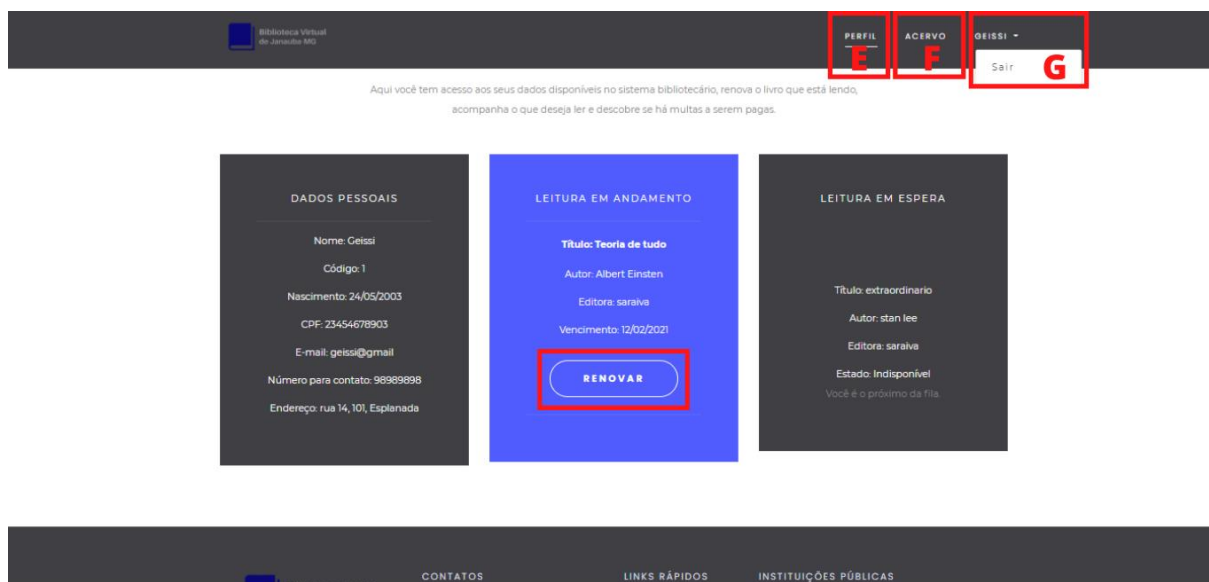 Biblioteca Virtual
de Janaúba MG
PERFIL
ACERVO
GEISSI
E
F
Sair
G
Aqui você tem acesso aos seus dados disponíveis no sistema bibliotecário, renova o livro que está lendo,
acompanha o que deseja ler e descobre se há multas a serem pagas.
DADOS PESSOAIS
Nome: Geissi
Código: 1
Nascimento: 24/05/2003
CPF: 23454678903
E-mail: geissi@gmail
Número para contato: 98989898
Endereço: rua 14, 101, Esplanada
LEITURA EM ANDAMENTO
Título: Teoria de tudo
Autor: Albert Einsten
Editora: saraiva
Vencimento: 12/02/2021
RENOVAR
LEITURA EM ESPERA
Título: extraordinario
Autor: stan lee
Editora: saraiva
Estado: Indisponível
Você é o próximo da fila.
CONTATOS
LINKS RÁPIDOS
INSTITUIÇÕES PÚBLICAS